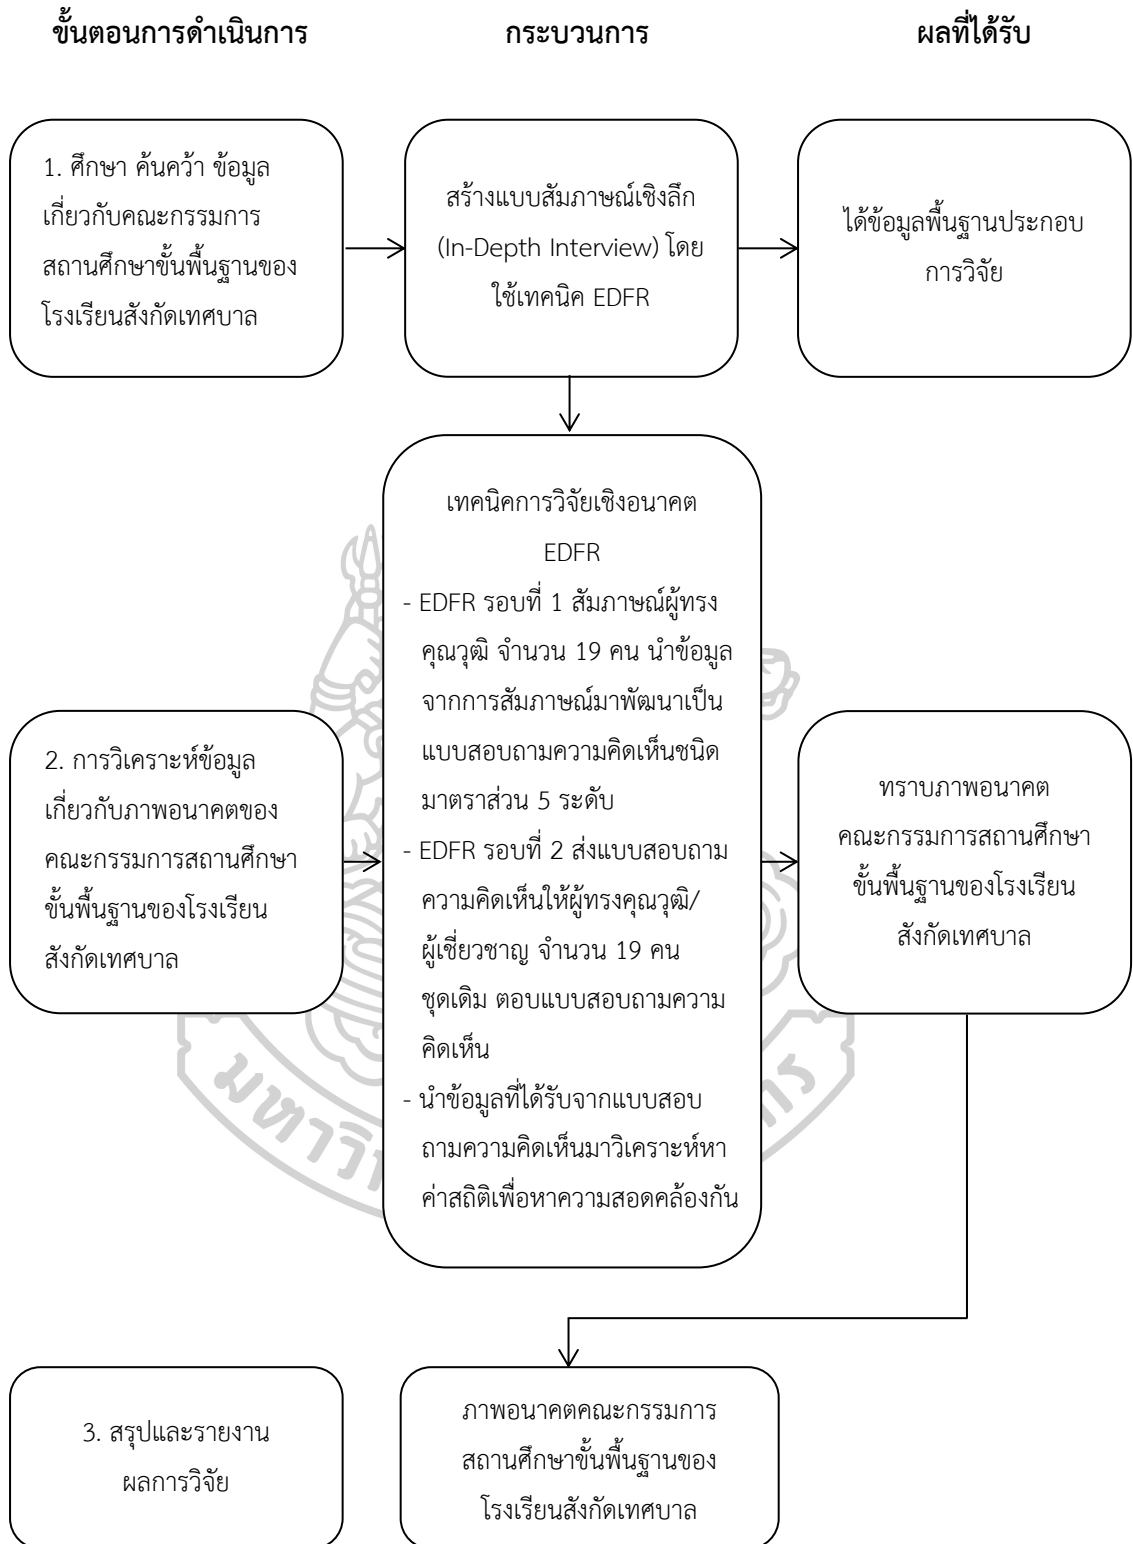 ขั้นตอนการดำเนินการ
กระบวนการ
ผลที่ได้รับ
1. ศึกษา ค้นคว้า ข้อมูล
เกี่ยวกับคณะกรรมการ
สถานศึกษาขั้นพื้นฐานของ
โรงเรียนสังกัดเทศบาล
สร้างแบบสัมภาษณ์เชิงลึก
(In-Depth Interview) โดย
ใช้เทคนิค EDFR
ได้ข้อมูลพื้นฐานประกอบ
การวิจัย
2. การวิเคราะห์ข้อมูล
เกี่ยวกับภาพอนาคตของ
คณะกรรมการสถานศึกษา
ขั้นพื้นฐานของโรงเรียน
สังกัดเทศบาล
เทคนิคการวิจัยเชิงอนาคต
EDFR
- EDFR รอบที่ 1 สัมภาษณ์ผู้ทรง
คุณวุฒิ จำนวน 19 คน นำข้อมูล
จากการสัมภาษณ์มาพัฒนาเป็น
แบบสอบถามความคิดเห็นชนิด
มาตราส่วน 5 ระดับ
- EDFR รอบที่ 2 ส่งแบบสอบถาม
ความคิดเห็นให้ผู้ทรงคุณวุฒิ/
ผู้เชี่ยวชาญ จำนวน 19 คน
ชุดเดิม ตอบแบบสอบถามความ
คิดเห็น
- นำข้อมูลที่ได้รับจากแบบสอบ
ถามความคิดเห็นมาวิเคราะห์หา
ค่าสถิติเพื่อหาความสอดคล้องกัน
ทราบภาพอนาคต
คณะกรรมการสถานศึกษา
ขั้นพื้นฐานของโรงเรียน
สังกัดเทศบาล
3. สรุปและรายงาน
ผลการวิจัย
ภาพอนาคตคณะกรรมการ
สถานศึกษาขั้นพื้นฐานของ
โรงเรียนสังกัดเทศบาล